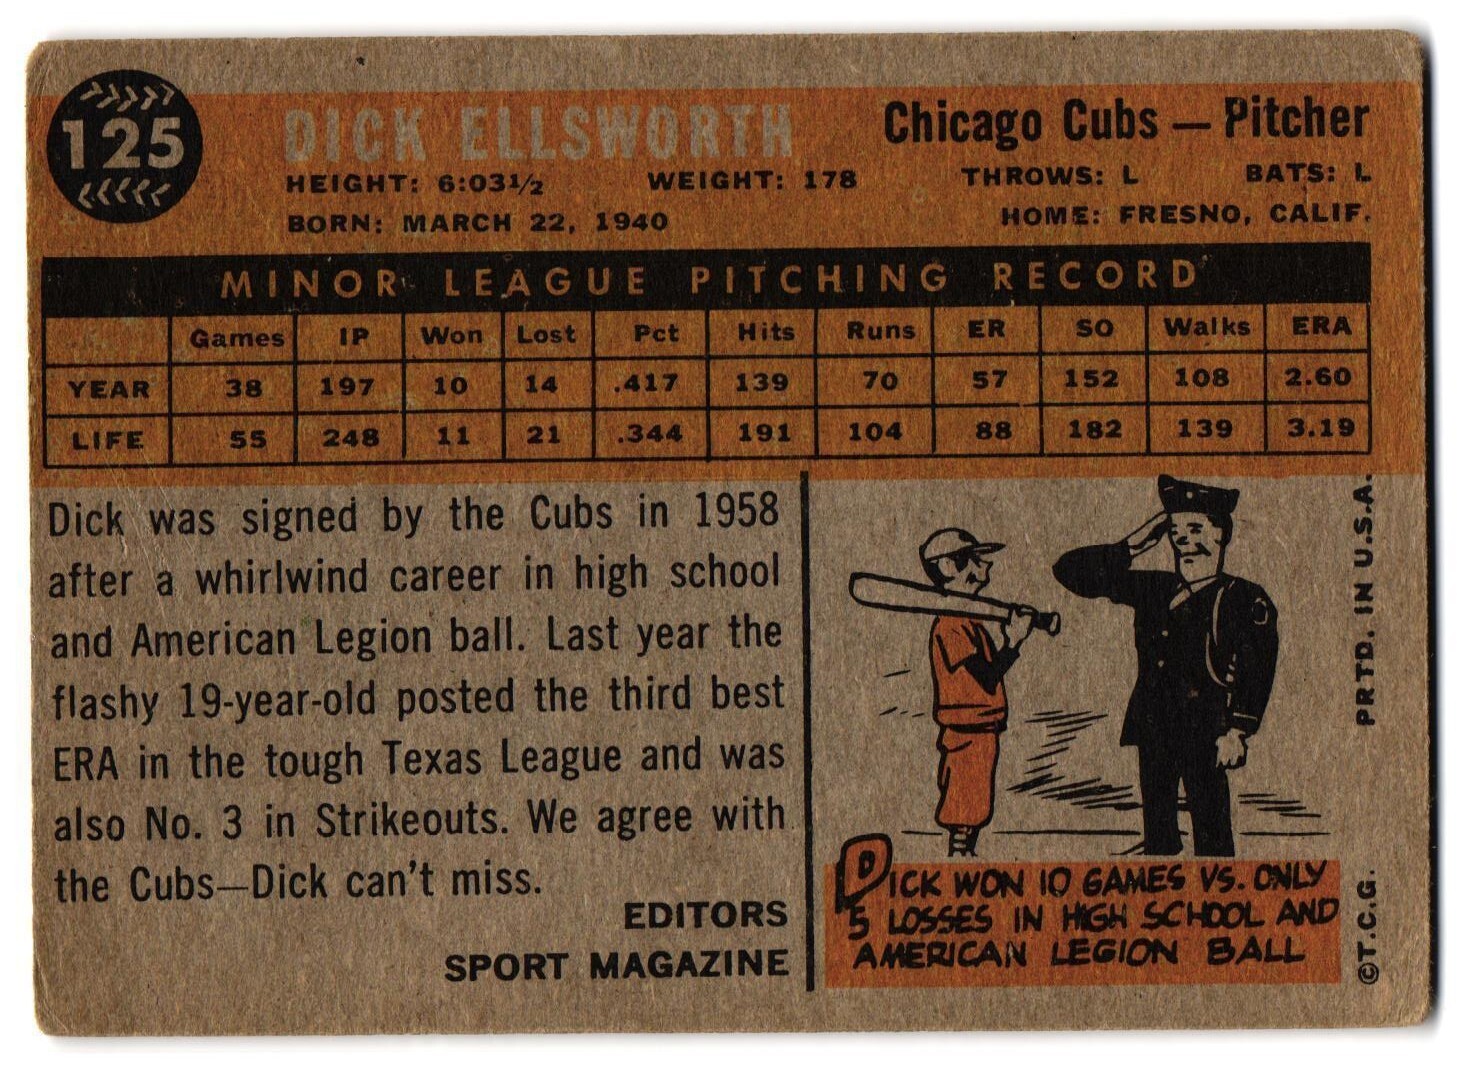 125
DICK ELLSWORTH
Chicago Cubs — Pitcher
HEIGHT: 6:03½ WEIGHT: 178 THROWS: L BATS: L
BORN: MARCH 22, 1940 HOME: FRESNO, CALIF.
MINOR LEAGUE PITCHING RECORD
Games IP Won Lost Pct Hits Runs ER SO Walks ERA
YEAR 38 197 10 14 .417 139 70 57 152 108 2.60
LIFE 55 248 11 21 .344 191 104 88 182 139 3.19
Dick was signed by the Cubs in 1958
after a whirlwind career in high school
and American Legion ball. Last year the
flashy 19-year-old posted the third best
ERA in the tough Texas League and was
also No. 3 in Strikeouts. We agree with
the Cubs—Dick can't miss.
EDITORS
SPORT MAGAZINE
DICK WON 10 GAMES VS. ONLY
5 LOSSES IN HIGH SCHOOL AND
AMERICAN LEGION BALL
©T.C.G. PRTD. IN U.S.A.